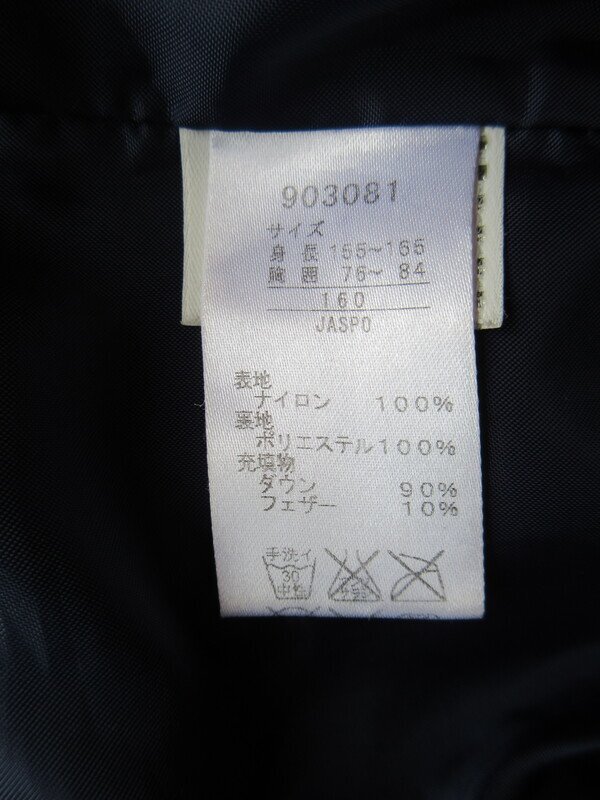 903081
サイズ
身長 155~165
胸囲 76~ 84
160
JASPO
表地
ナイロン 100%
裏地
ポリエステル100%
充填物
ダウン 90%
フェザー 10%
手洗イ
30
中性